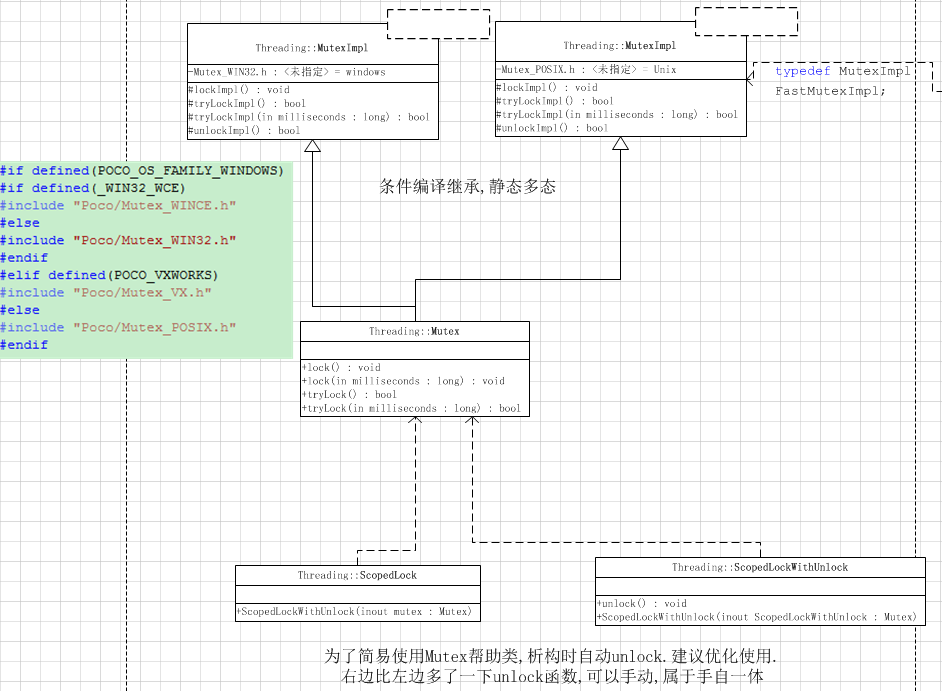 Threading::MutexImpl
-Mutex_WIN32.h : <未指定> = windows
#lockImpl() : void
#tryLockImpl() : bool
#tryLockImpl(in milliseconds : long) : bool
#unlockImpl() : bool
Threading::MutexImpl
-Mutex_POSIX.h : <未指定> = Unix
#lockImpl() : void
#tryLockImpl() : bool
#tryLockImpl(in milliseconds : long) : bool
#unlockImpl() : bool
typedef MutexImpl
FastMutexImpl;
条件编译继承,静态多态
#if defined(POCO_OS_FAMILY_WINDOWS)
#if defined(_WIN32_WCE)
#include "Poco/Mutex_WINCE.h"
#else
#include "Poco/Mutex_WIN32.h"
#endif
#elif defined(POCO_VXWORKS)
#include "Poco/Mutex_VX.h"
#else
#include "Poco/Mutex_POSIX.h"
#endif
Threading::Mutex
+lock() : void
+lock(in milliseconds : long) : void
+tryLock() : bool
+tryLock(in milliseconds : long) : bool
Threading::ScopedLock
+ScopedLockWithUnlock(inout mutex : Mutex)
Threading::ScopedLockWithUnlock
+unlock() : void
+ScopedLockWithUnlock(inout ScopedLockWithUnlock : Mutex)
为了简易使用Mutex帮助类,析构时自动unlock.建议优化使用.
右边比左边多了一下unlock函数,可以手动,属于手自一体